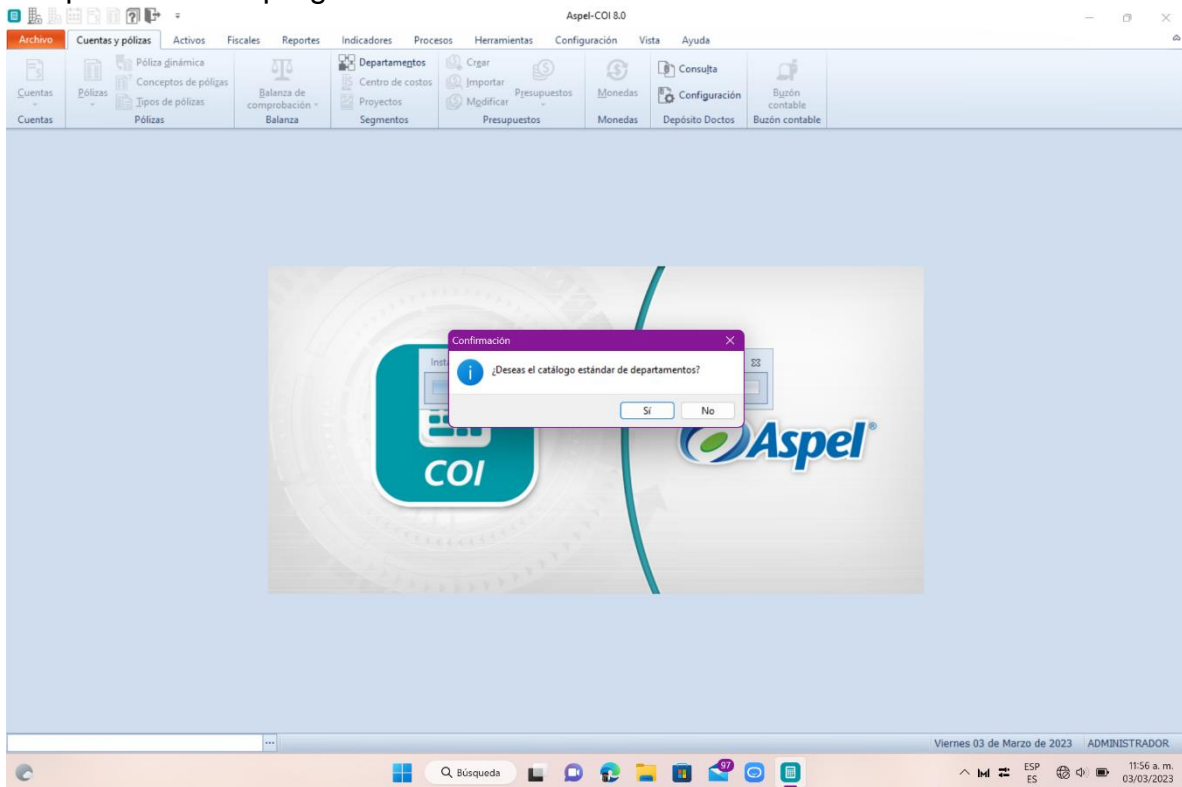 Aspel-COI 8.0
Archivo Cuentas y pólizas Activos Fiscales Reportes Indicadores Procesos Herramientas Configuración Vista Ayuda
Cuentas
Pólizas
Póliza dinámica
Conceptos de pólizas
Tipos de pólizas
Balanza de
comprobación
Departamentos
Centro de costos
Proyectos
Crear
Importar
Modificar
Presupuestos
Monedas
Consulta
Configuración
Buzón
contable
Cuentas Pólizas Balanza Segmentos Presupuestos Monedas Depósito Doctos Buzón contable
Confirmación
Inst
¿Deseas el catálogo estándar de departamentos?
Sí No
COI
Aspel®
Viernes 03 de Marzo de 2023 ADMINISTRADOR
Búsqueda
97
ESP
ES
11:56 a. m.
03/03/2023